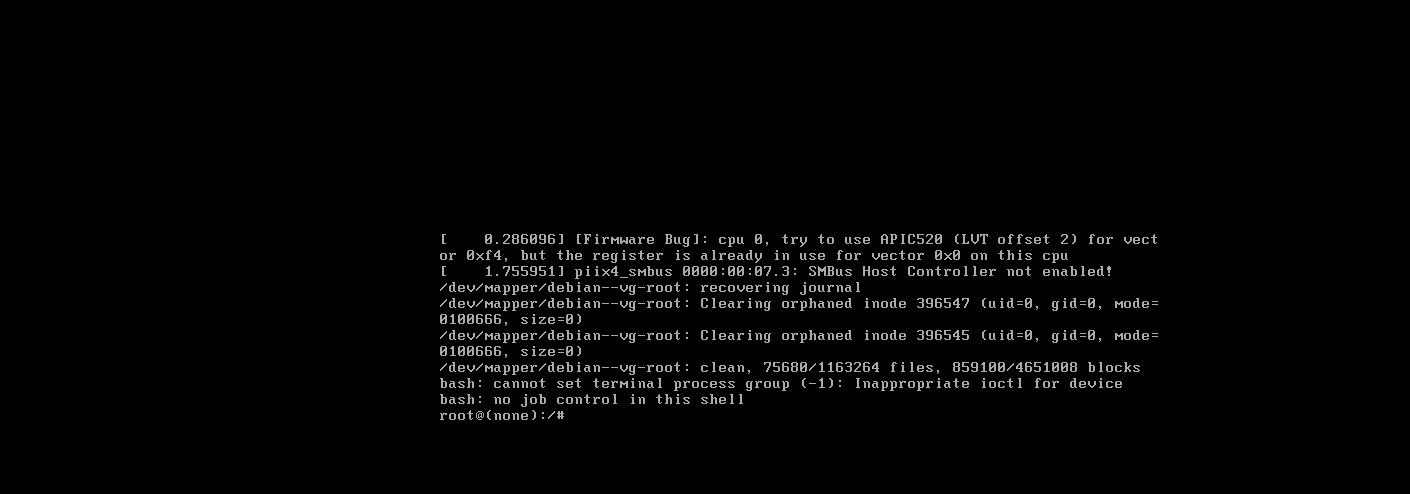 [    0.286096] [Firmware Bug]: cpu 0, try to use APIC520 (LVT offset 2) for vect
or 0xf4, but the register is already in use for vector 0x0 on this cpu
[    1.755951] piix4_smbus 0000:00:07.3: SMBus Host Controller not enabled!
/dev/mapper/debian--vg-root: recovering journal
/dev/mapper/debian--vg-root: Clearing orphaned inode 396547 (uid=0, gid=0, mode=
0100666, size=0)
/dev/mapper/debian--vg-root: Clearing orphaned inode 396545 (uid=0, gid=0, mode=
0100666, size=0)
/dev/mapper/debian--vg-root: clean, 75680/1163264 files, 859100/4651008 blocks
bash: cannot set terminal process group (-1): Inappropriate ioctl for device
bash: no job control in this shell
root@(none):/#